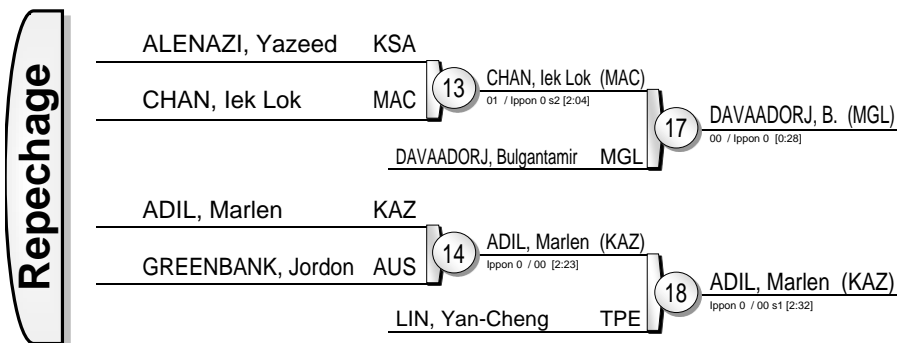 Repechage
ALENAZI, Yazeed KSA
CHAN, Iek Lok MAC
13
CHAN, Iek Lok (MAC)
01 / Ippon 0 s2 [2:04]
DAVAADORJ, Bulgantamir MGL
17
DAVAADORJ, B. (MGL)
00 / Ippon 0 [0:28]
ADIL, Marlen KAZ
GREENBANK, Jordon AUS
14
ADIL, Marlen (KAZ)
Ippon 0 / 00 [2:23]
LIN, Yan-Cheng TPE
18
ADIL, Marlen (KAZ)
Ippon 0 / 00 s1 [2:32]